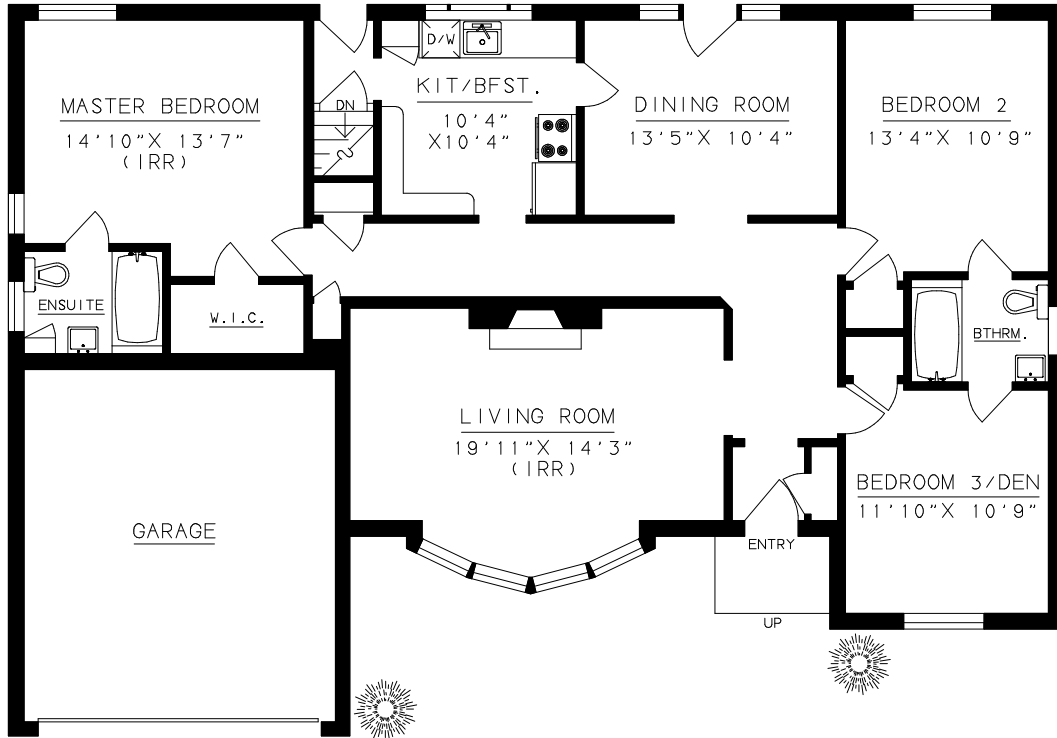 MASTER BEDROOM
14'10"X 13'7"
(IRR)
DN
D/W
KIT/BFST.
10'4"
X10'4"
DINING ROOM
13'5"X 10'4"
BEDROOM 2
13'4"X 10'9"
ENSUITE
W.I.C.
BTHRM.
LIVING ROOM
19'11"X 14'3"
(IRR)
BEDROOM 3/DEN
11'10"X 10'9"
GARAGE
ENTRY
UP